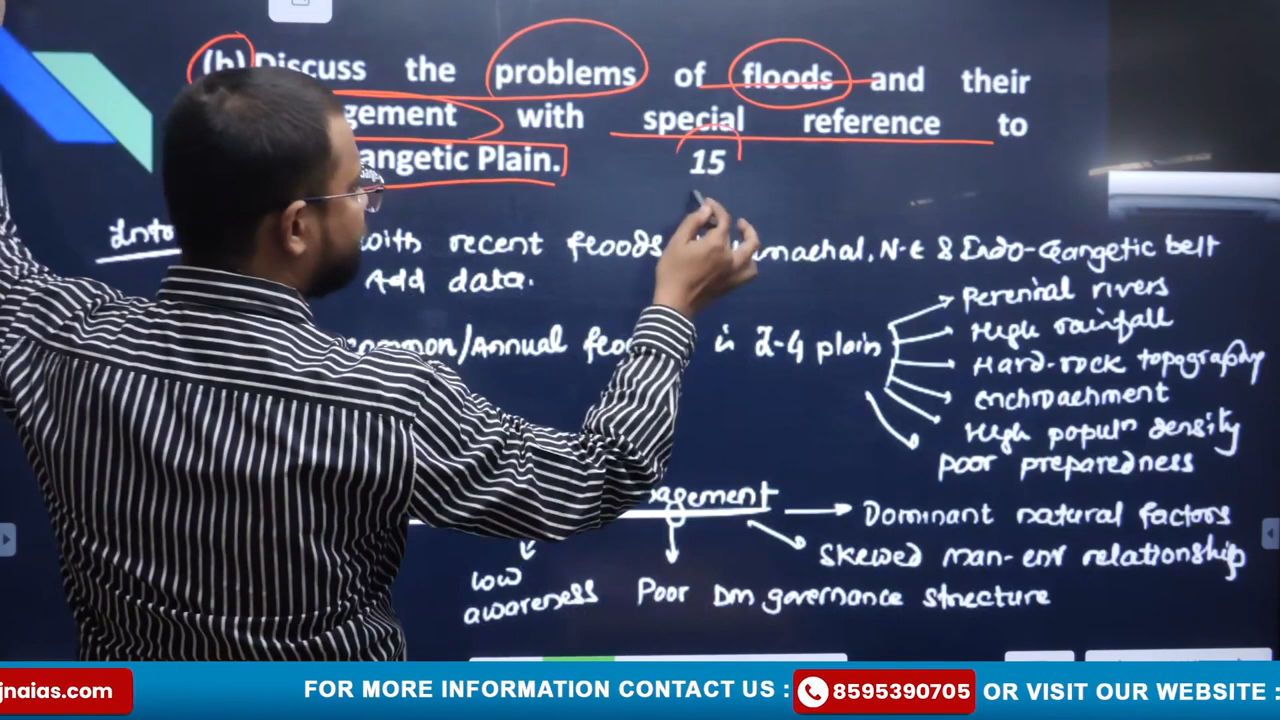 (b) Discuss the problems of floods and their
gement with special reference to
angetic Plain. 15
Into
with recent floods
machal, N-E & Indo-Gangetic belt
Add data.
common/Annual
in I-G plain
Perenial rivers
High rainfall
Hard-rock topography
enchroachment
High populn density
Poor preparedness
nagement
Dominant natural factors
skewed man-env relationship
low
awareness
Poor Dm governance structure
jnaias.com
FOR MORE INFORMATION CONTACT US : 8595390705 OR VISIT OUR WEBSITE :